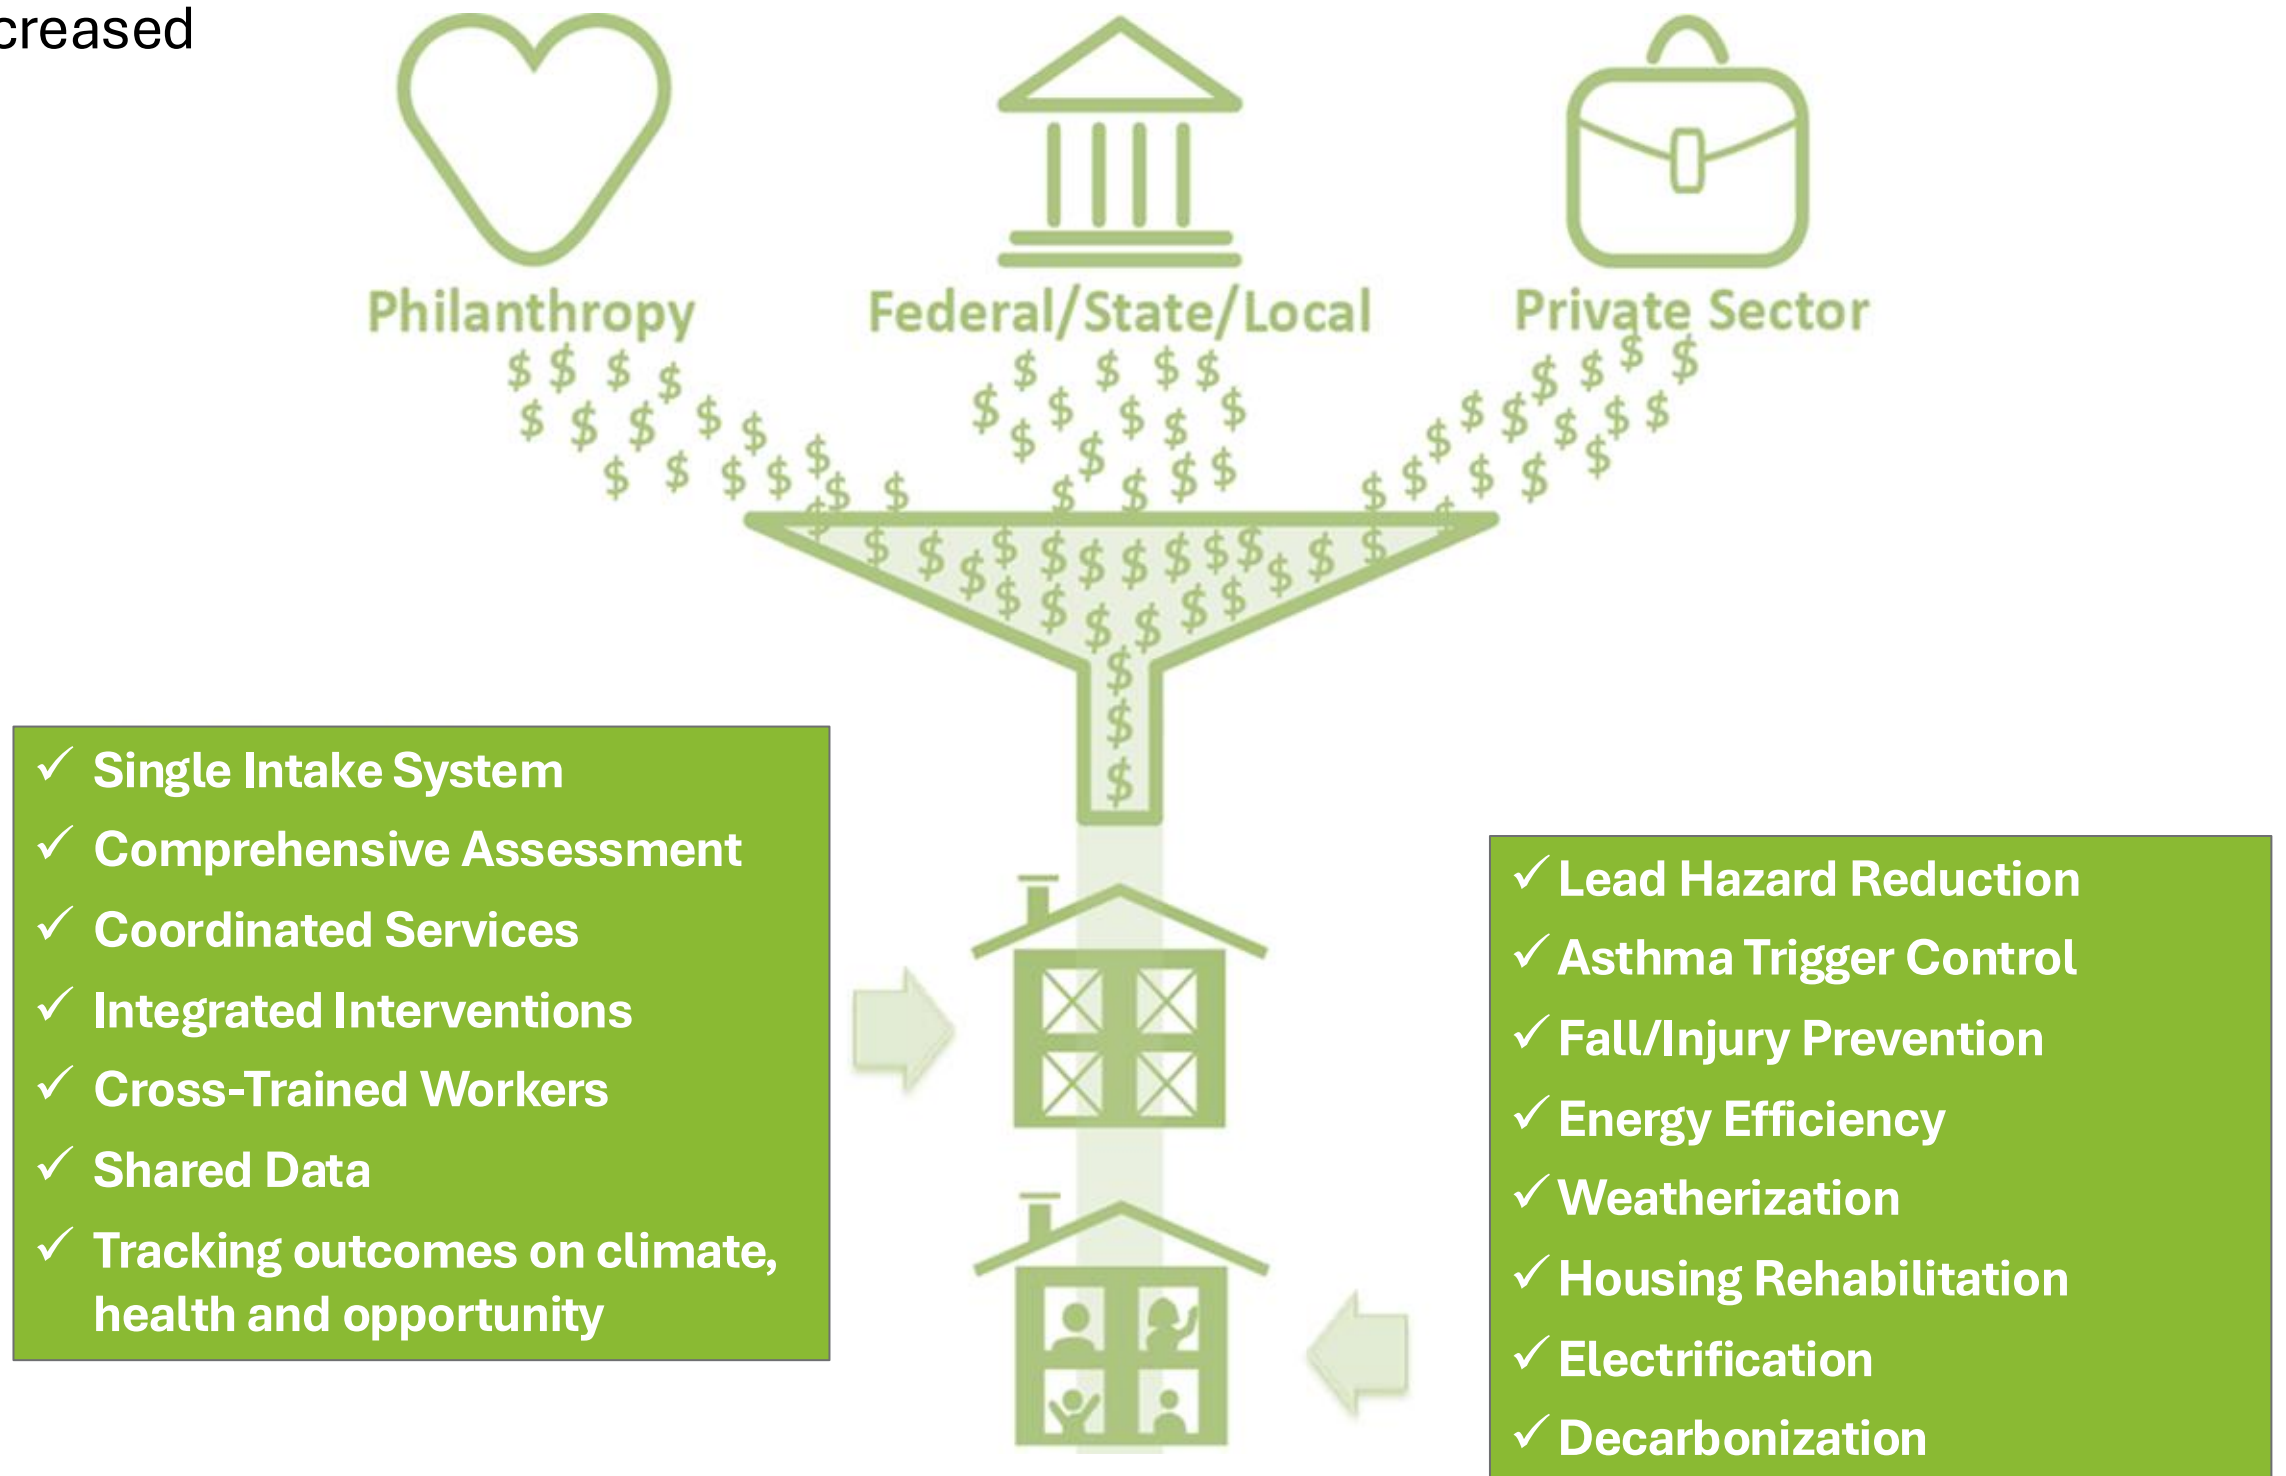 creased
Philanthropy
Federal/State/Local
Private Sector
✓ Single Intake System
✓ Comprehensive Assessment
✓ Coordinated Services
✓ Integrated Interventions
✓ Cross-Trained Workers
✓ Shared Data
✓ Tracking outcomes on climate,
health and opportunity
✓ Lead Hazard Reduction
✓ Asthma Trigger Control
✓ Fall/Injury Prevention
✓ Energy Efficiency
✓ Weatherization
✓ Housing Rehabilitation
✓ Electrification
✓ Decarbonization